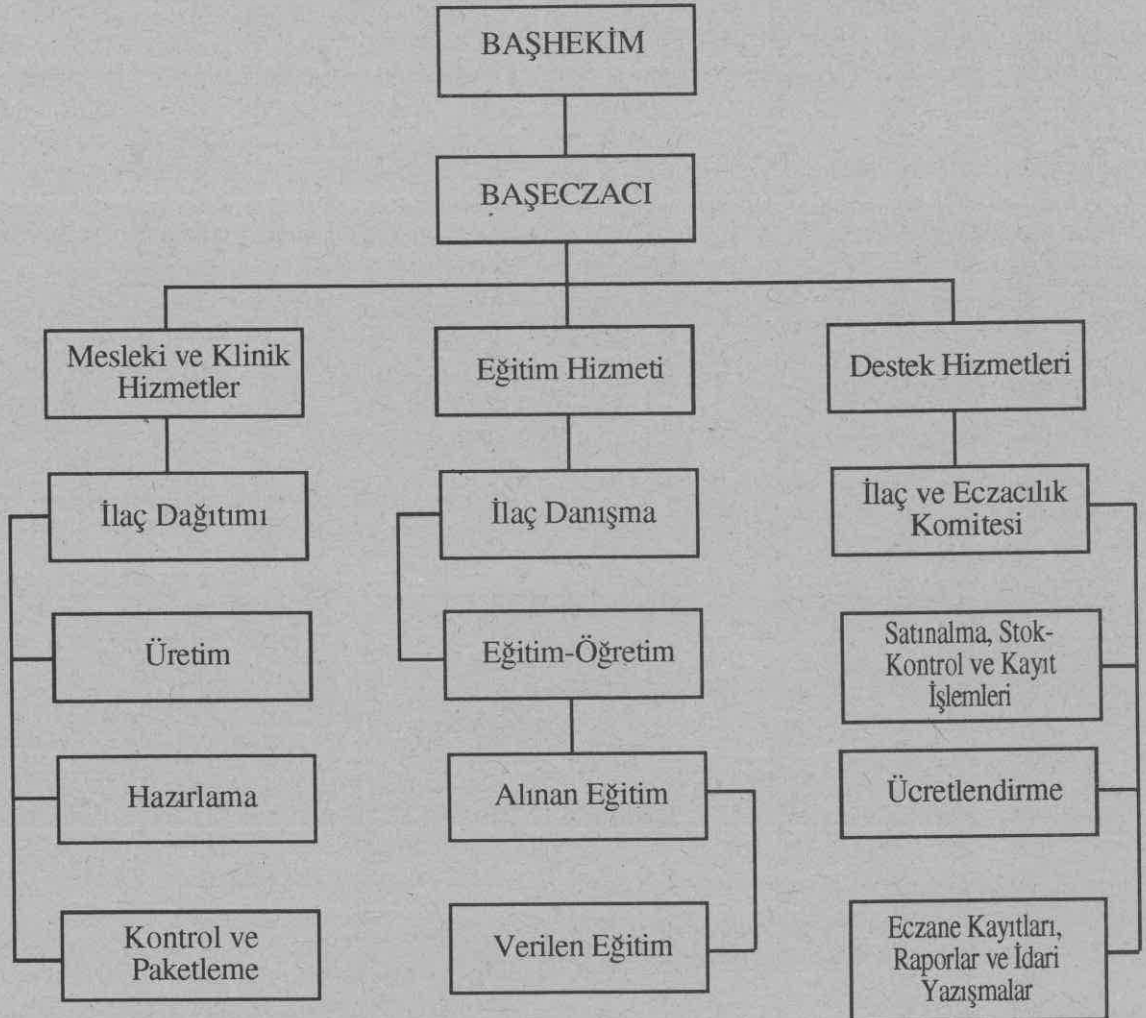 BAŞHEKİM
BAŞECZACI
Mesleki ve Klinik
Hizmetler
Eğitim Hizmeti
Destek Hizmetleri
İlaç Dağıtımı
İlaç Danışma
İlaç ve Eczacılık
Komitesi
Üretim
Eğitim-Öğretim
Satınalma, Stok-
Kontrol ve Kayıt
İşlemleri
Hazırlama
Alınan Eğitim
Ücretlendirme
Kontrol ve
Paketleme
Verilen Eğitim
Eczane Kayıtları,
Raporlar ve İdari
Yazışmalar